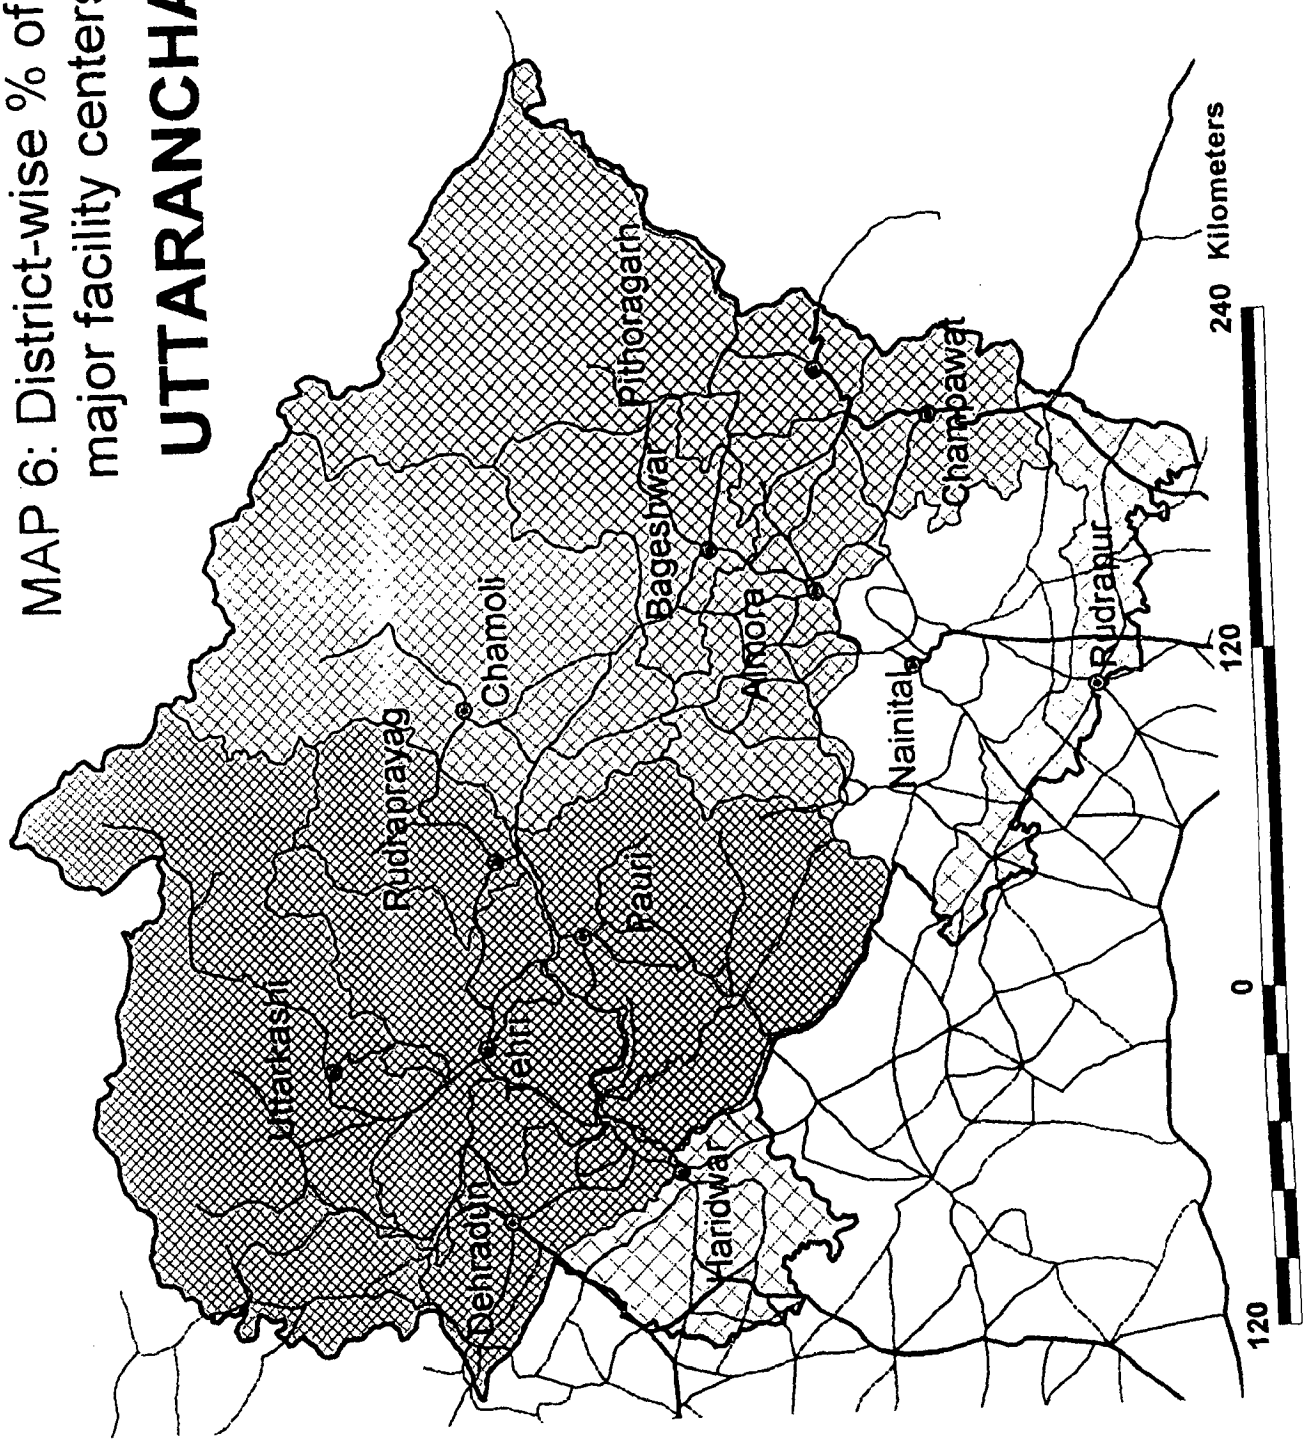 MAP 6: District-wise % of
major facility centers
UTTARANCHA
Uttarkashi
Dehradun
Tehri
Rudraprayag
Chamoli
Pauri
Haridwar
Pithoragarh
Bageshwar
Almora
Nainital
Champawat
Rudrapur
120 0 120 240 Kilometers